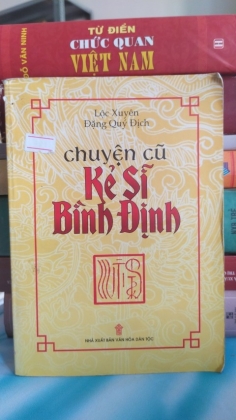 TỪ ĐIỂN
CHỨC QUAN
VIỆT NAM
ĐỖ VĂN NINH
Lộc Xuyên
Đặng Quý Địch
chuyện cũ
Kẻ Sĩ
Bình Định
NHÀ XUẤT BẢN VĂN HÓA DÂN TỘC